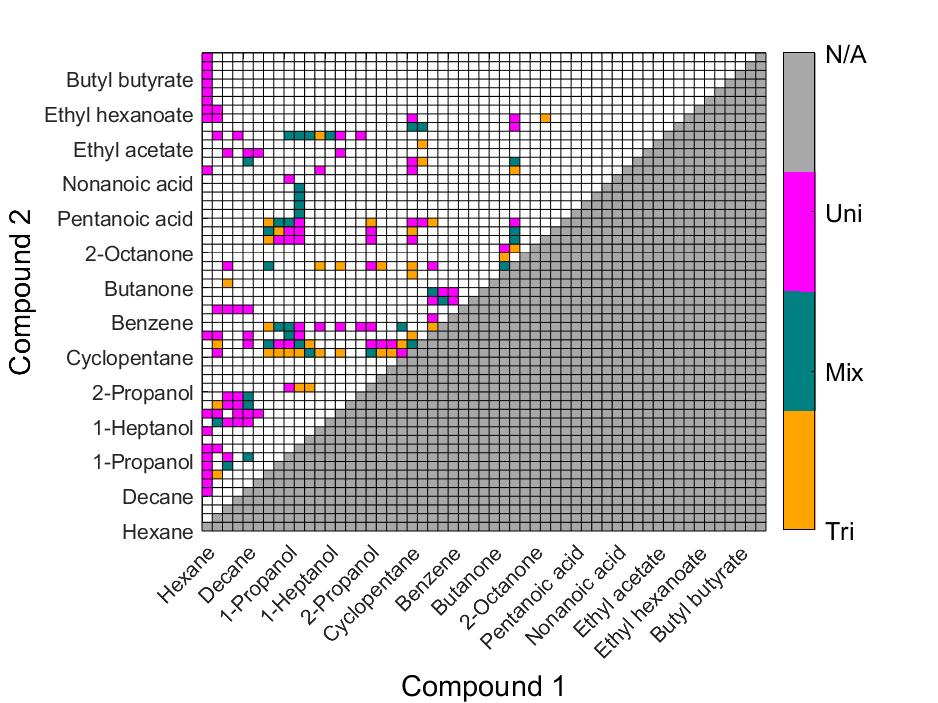 N/A
Butyl butyrate
Ethyl hexanoate
Ethyl acetate
Nonanoic acid
Uni
Pentanoic acid
2-Octanone
Butanone
Benzene
Cyclopentane
Mix
2-Propanol
1-Heptanol
1-Propanol
Decane
Hexane
Tri
Compound 2
Hexane
Decane
1-Propanol
1-Heptanol
2-Propanol
Cyclopentane
Benzene
Butanone
2-Octanone
Pentanoic acid
Nonanoic acid
Ethyl acetate
Ethyl hexanoate
Butyl butyrate
Compound 1